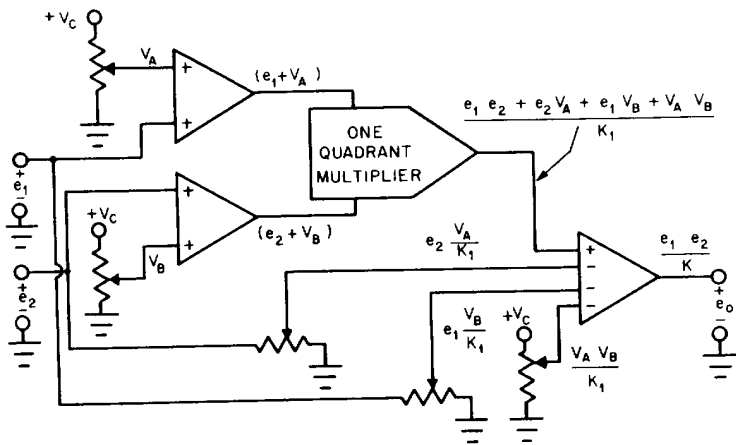 + V_C
V_A
(e_1+V_A)
+
+
ONE
QUADRANT
MULTIPLIER
e_1 e_2 + e_2 V_A + e_1 V_B + V_A V_B
K_1
+
e_1
-
+
+
+V_C
V_B
(e_2 + V_B)
+
e_2
-
e_2 V_A/K_1
+
-
-
-
e_1 e_2
K
+
e_o
-
e_1 V_B/K_1
+V_C
V_A V_B
K_1